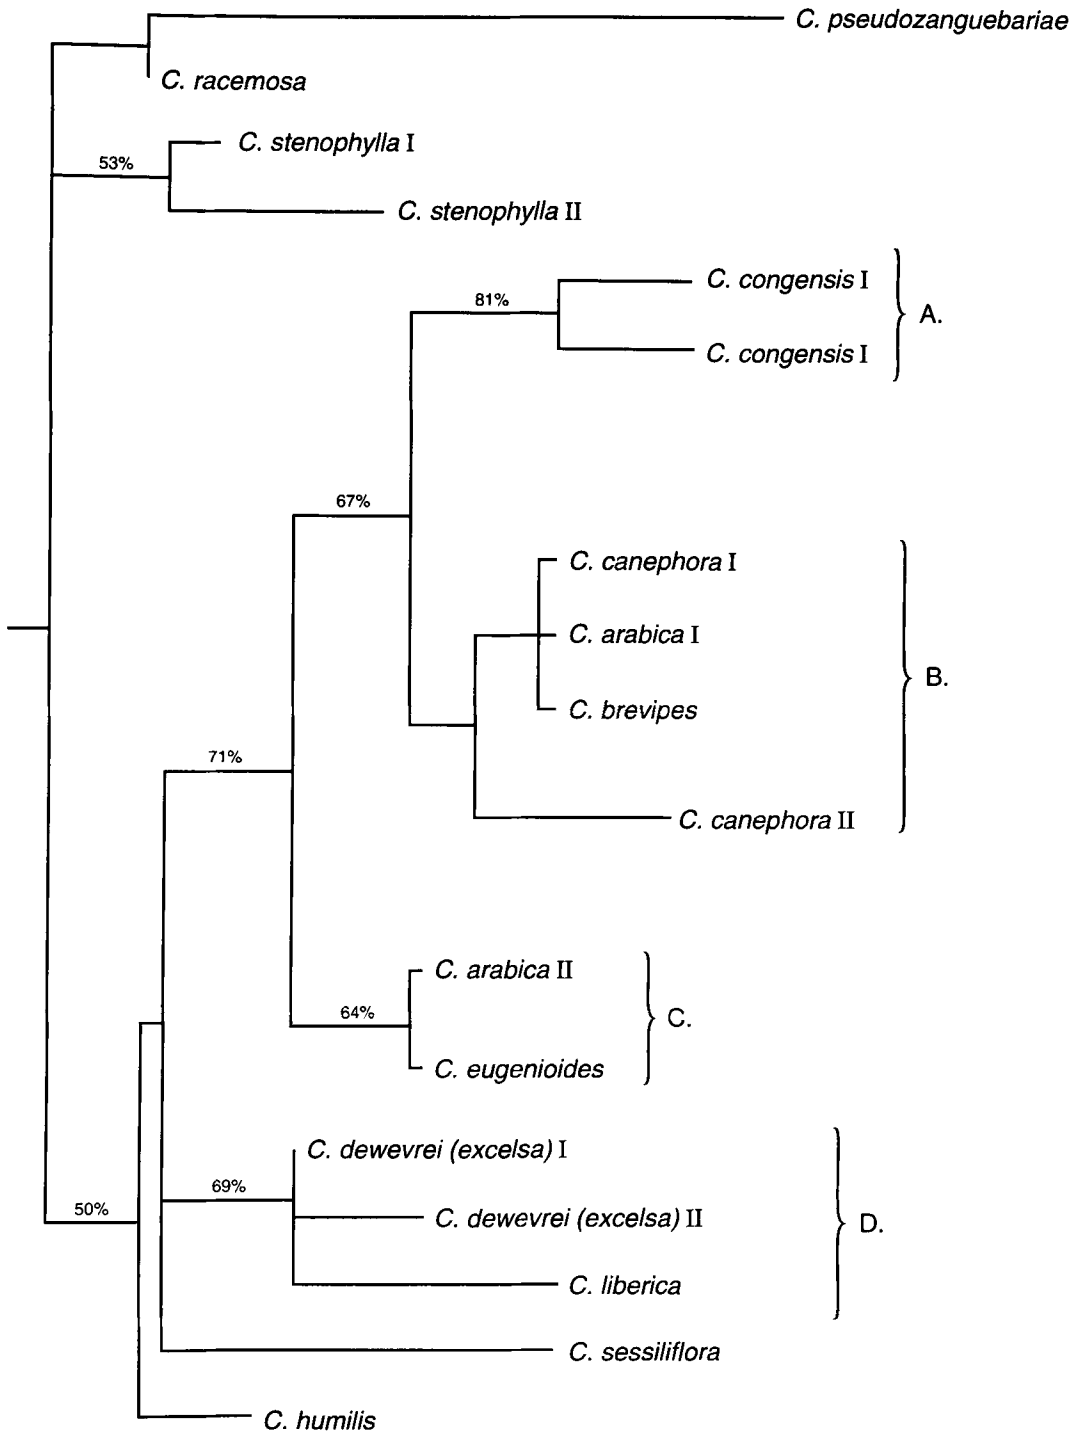 C. pseudozanguebariae
C. racemosa
C. stenophylla I
53%
C. stenophylla II
C. congensis I
81%
A.
C. congensis I
67%
C. canephora I
C. arabica I
B.
C. brevipes
71%
C. canephora II
C. arabica II
64%
C.
C. eugenioides
C. dewevrei (excelsa) I
69%
50%
C. dewevrei (excelsa) II
D.
C. liberica
C. sessiliflora
C. humilis